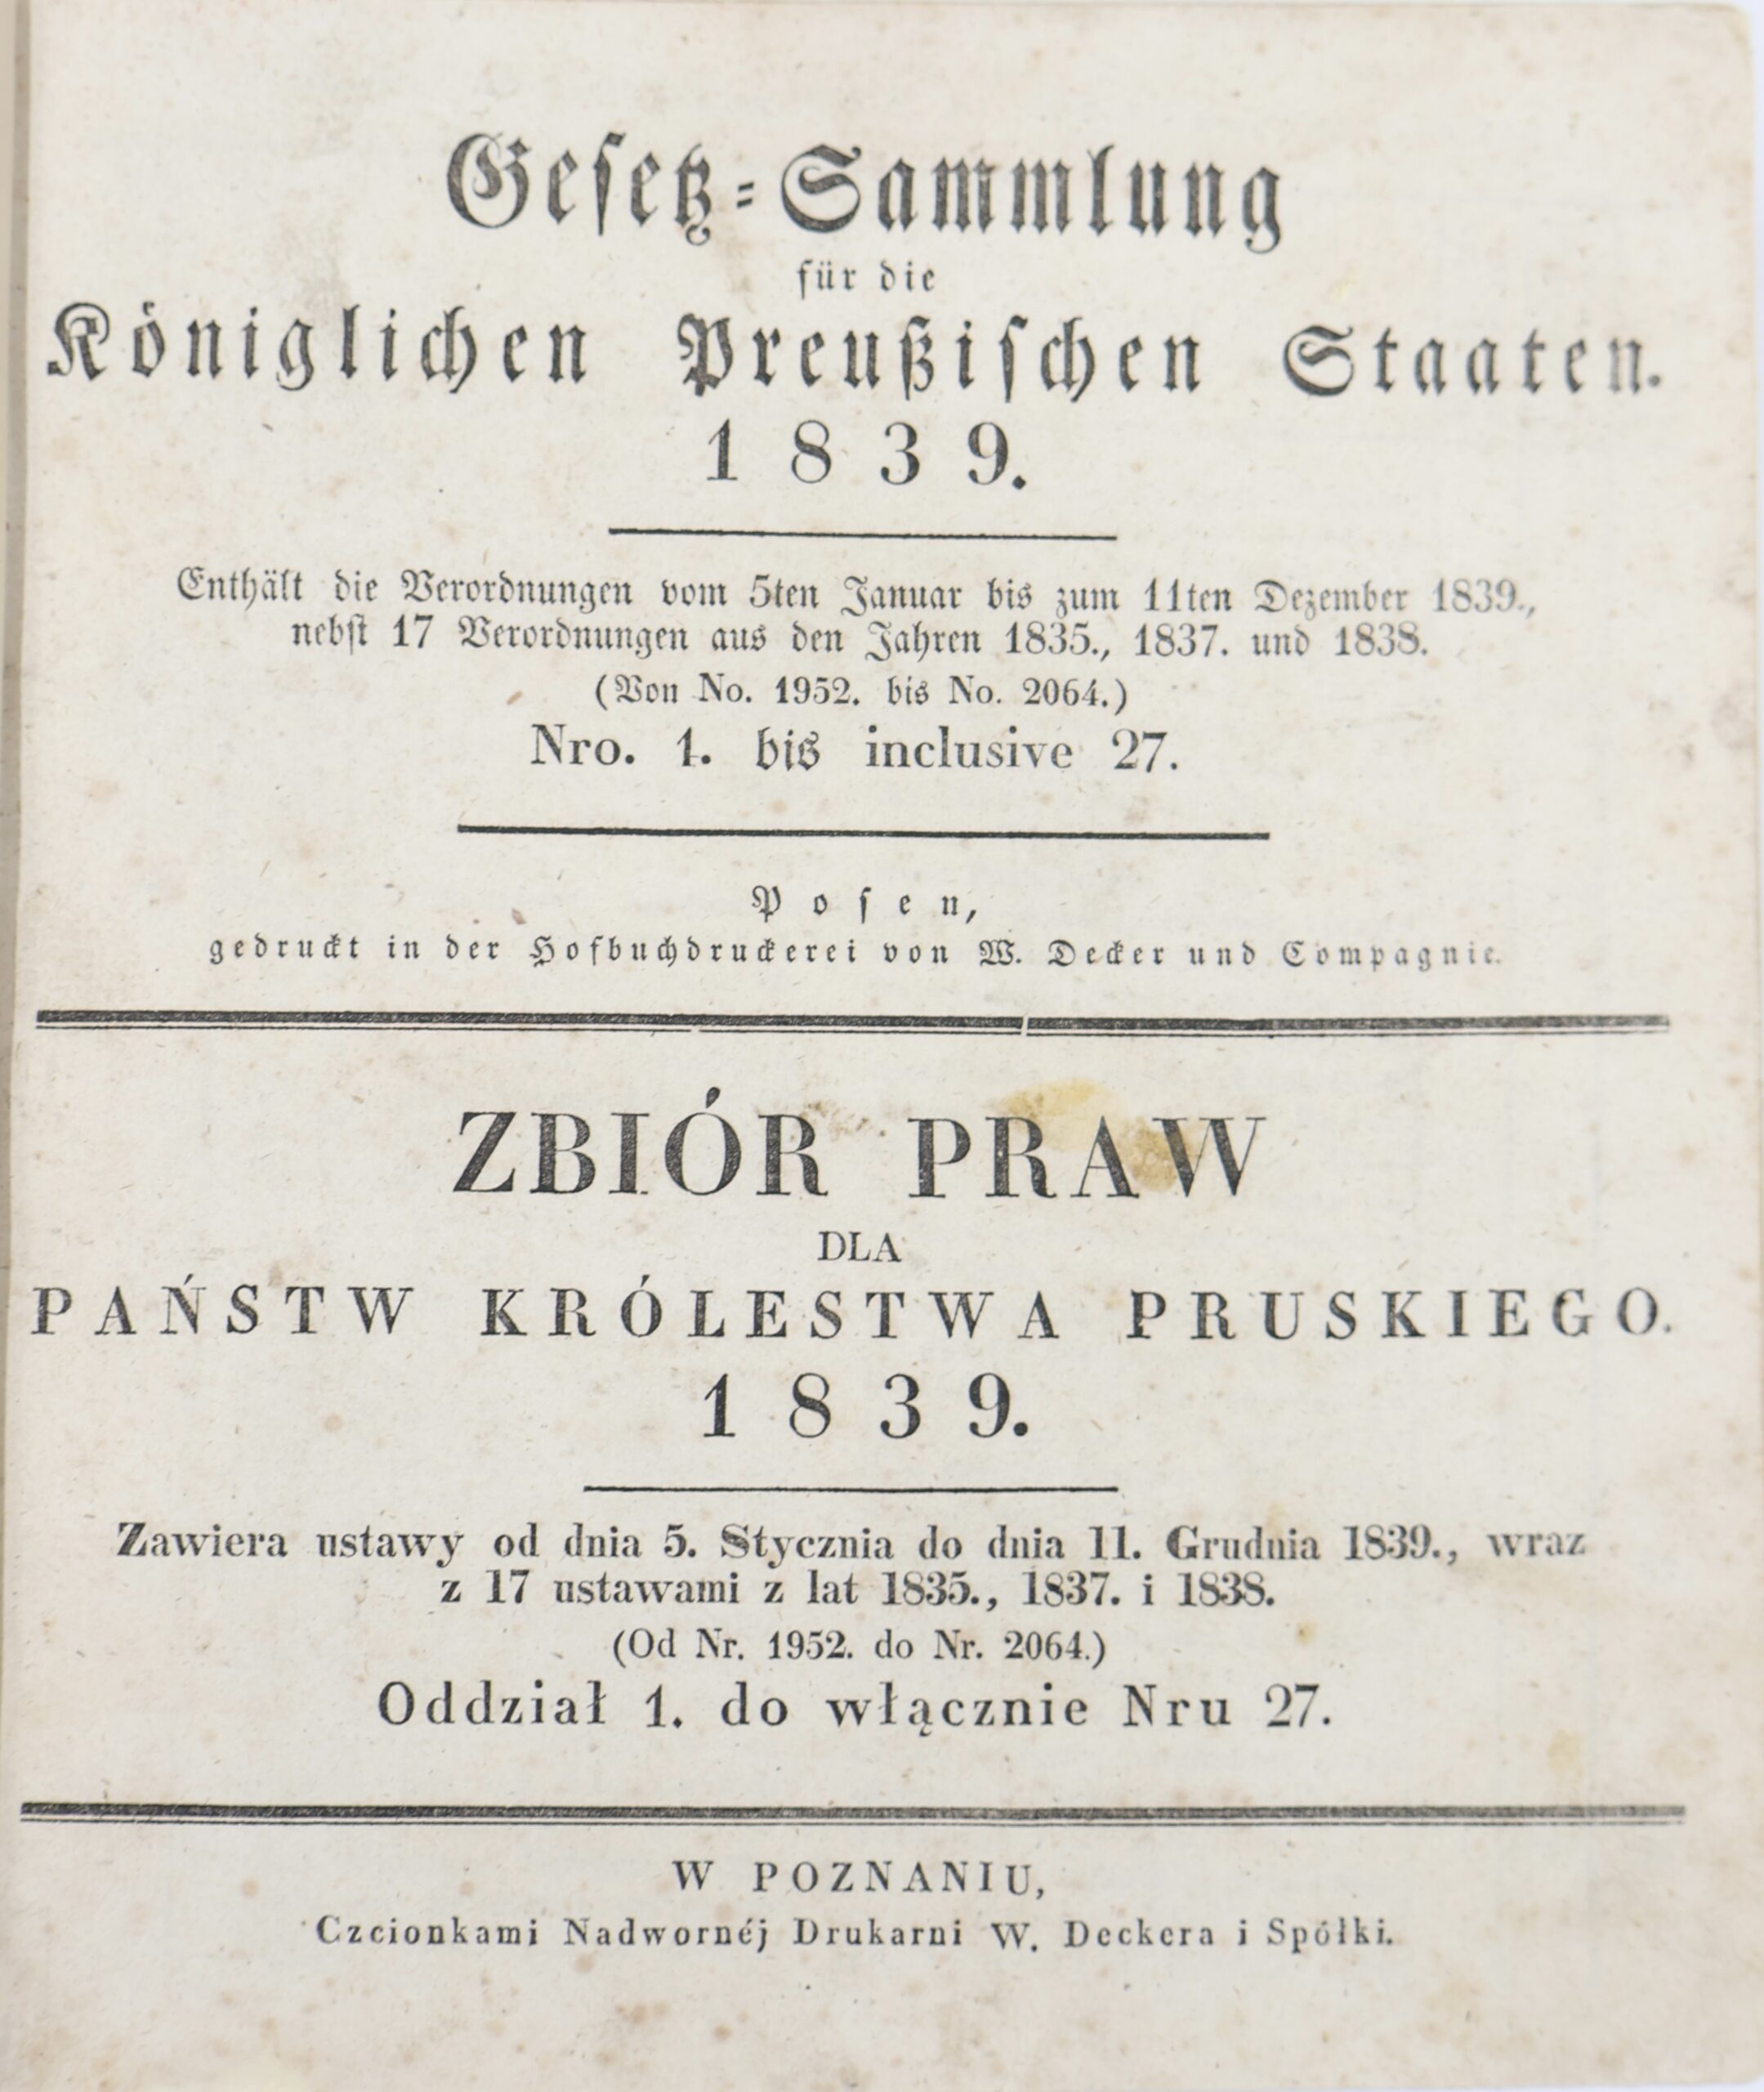 Gesetz-Sammlung
für die
Königlichen Preußischen Staaten.
1839.
Enthält die Verordnungen vom 5ten Januar bis zum 11ten Dezember 1839.,
nebst 17 Verordnungen aus den Jahren 1835., 1837. und 1838.
(Von No. 1952. bis No. 2064.)
Nro. 1. bis inclusive 27.
Posen,
gedruckt in der Hofbuchdruckerei von W. Decker und Compagnie.
ZBIÓR PRAW
DLA
PAŃSTW KRÓLESTWA PRUSKIEGO.
1839.
Zawiera ustawy od dnia 5. Stycznia do dnia 11. Grudnia 1839., wraz
z 17 ustawami z lat 1835., 1837. i 1838.
(Od Nr. 1952. do Nr. 2064.)
Oddział 1. do włącznie Nru 27.
W POZNANIU,
Czcionkami Nadwornéj Drukarni W. Deckera i Spółki.